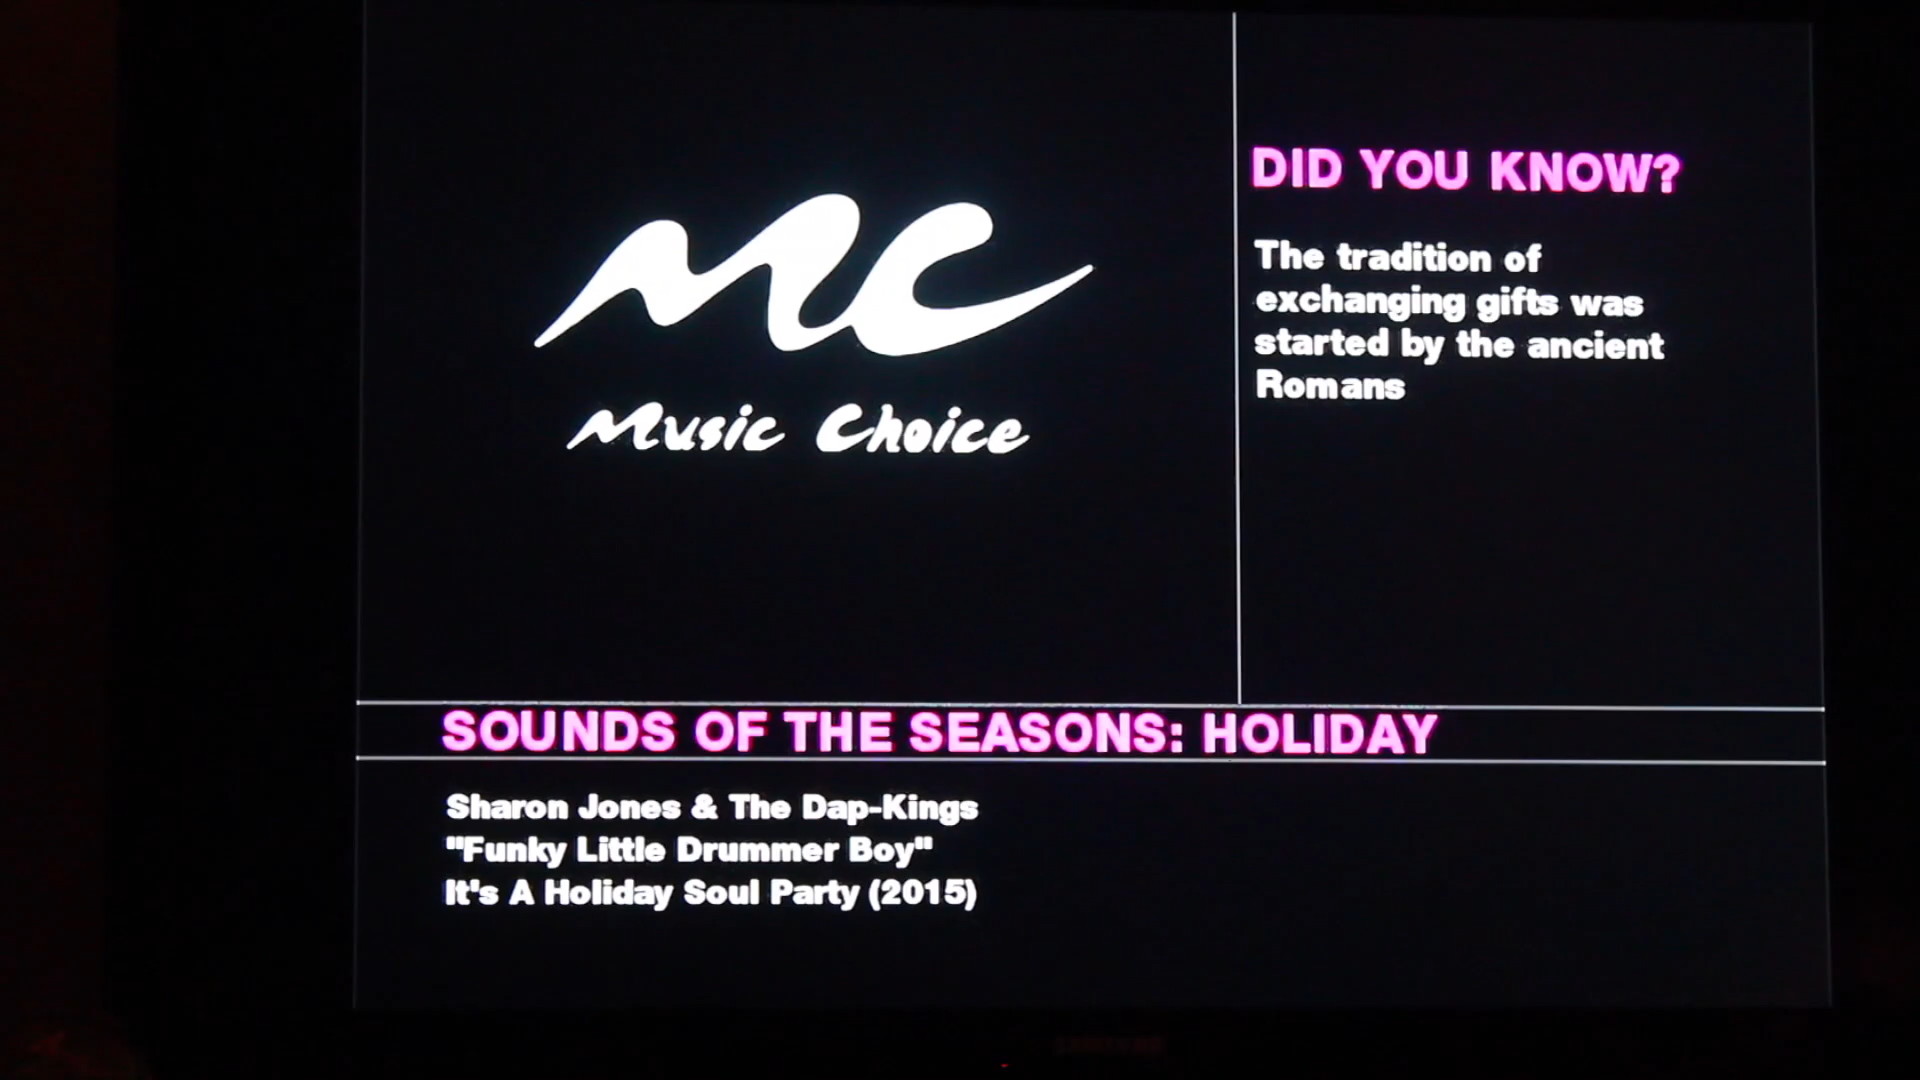 MC
Music Choice
DID YOU KNOW?
The tradition of
exchanging gifts was
started by the ancient
Romans
SOUNDS OF THE SEASONS: HOLIDAY
Sharon Jones & The Dap-Kings
"Funky Little Drummer Boy"
It's A Holiday Soul Party (2015)